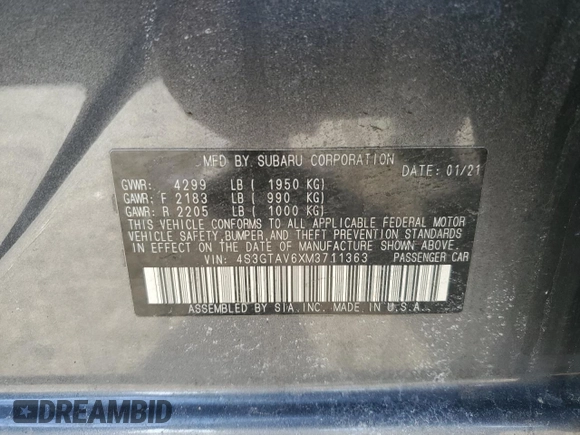 MFD BY SUBARU CORPORATION
DATE: 01/21
GVWR: 4299 LB ( 1950 KG)
GAWR: F 2183 LB ( 990 KG)
GAWR: R 2205 LB ( 1000 KG)
THIS VEHICLE CONFORMS TO ALL APPLICABLE FEDERAL MOTOR
VEHICLE SAFETY, BUMPER, AND THEFT PREVENTION STANDARDS
IN EFFECT ON THE DATE OF MANUFACTURE SHOWN ABOVE.
VIN: 4S3GTAV6XM3711363 PASSENGER CAR
ASSEMBLED BY SIA, INC. MADE IN U.S.A.
DREAMBID